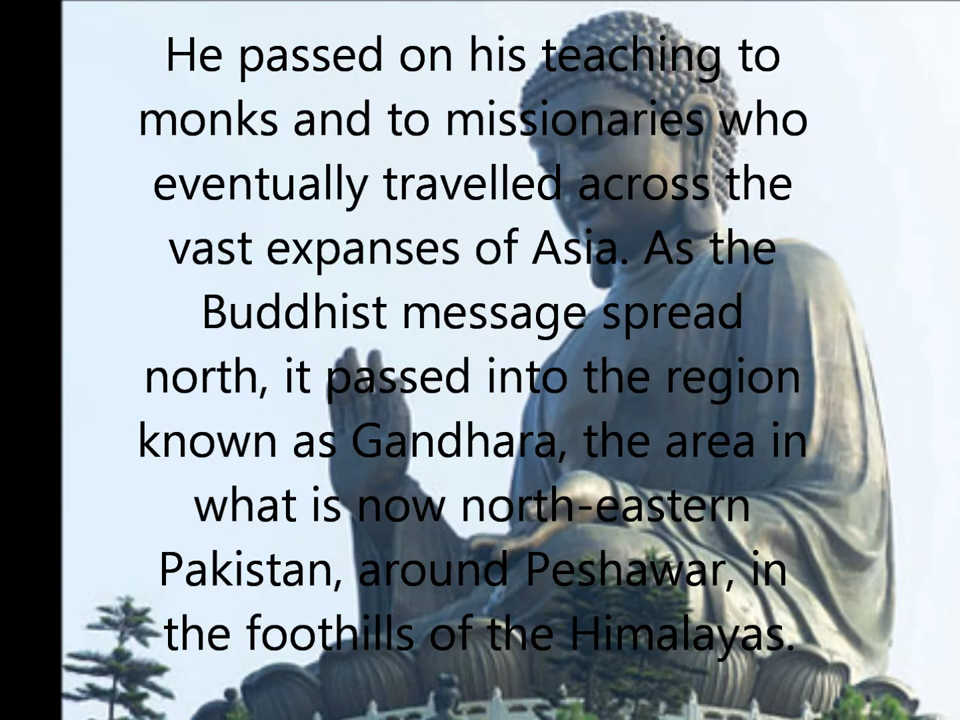 He passed on his teaching to
monks and to missionaries who
eventually travelled across the
vast expanses of Asia. As the
Buddhist message spread
north, it passed into the region
known as Gandhara, the area in
what is now north-eastern
Pakistan, around Peshawar, in
the foothills of the Himalayas.